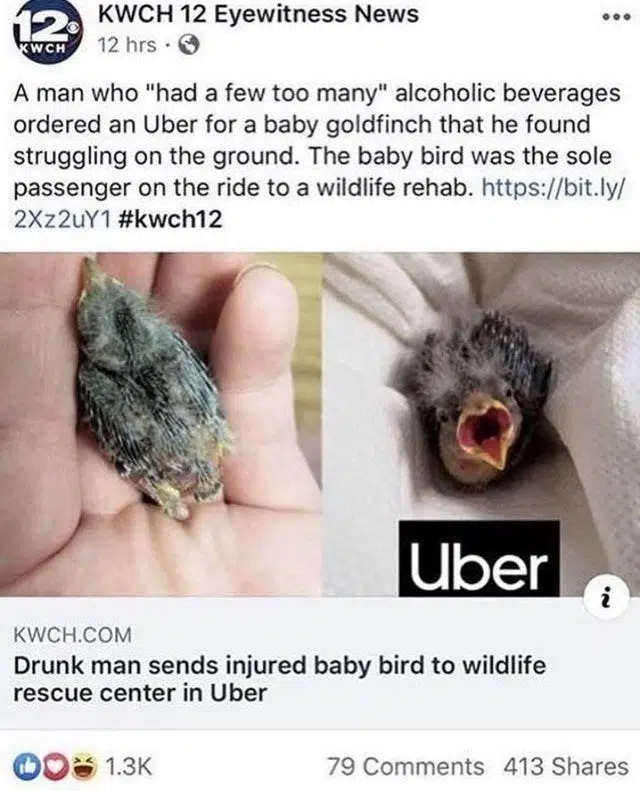 12
KWCH
KWCH 12 Eyewitness News
12 hrs ·
A man who "had a few too many" alcoholic beverages
ordered an Uber for a baby goldfinch that he found
struggling on the ground. The baby bird was the sole
passenger on the ride to a wildlife rehab. https://bit.ly/
2Xz2uY1 #kwch12
Uber
i
KWCH.COM
Drunk man sends injured baby bird to wildlife
rescue center in Uber
1.3K
79 Comments 413 Shares